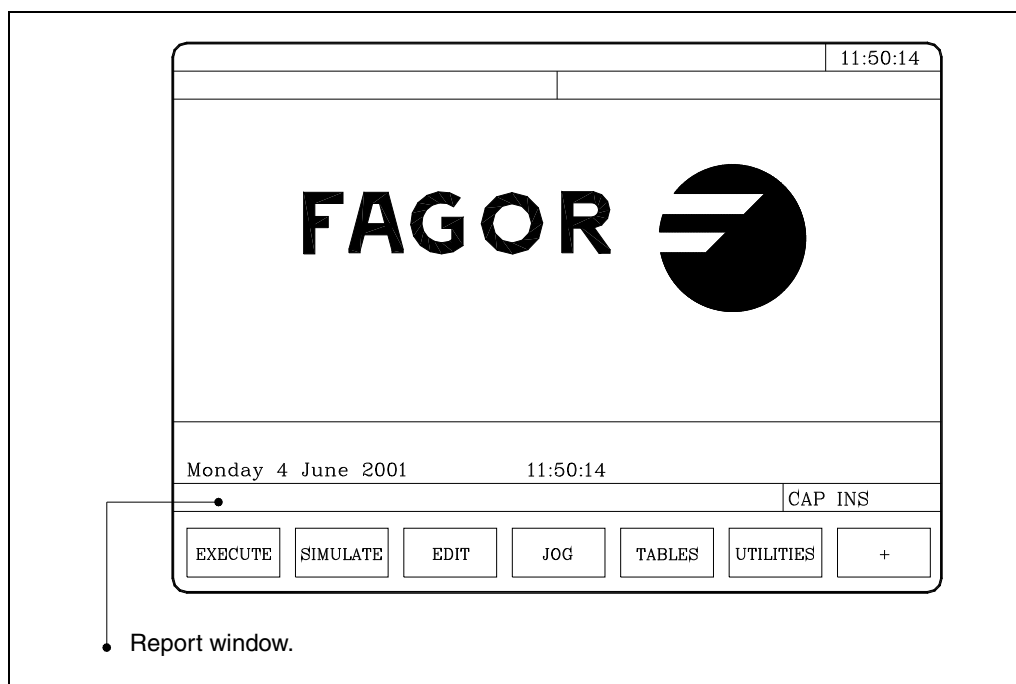 11:50:14
FAGOR
Monday 4 June 2001 11:50:14
CAP INS
EXECUTE SIMULATE EDIT JOG TABLES UTILITIES +
Report window.